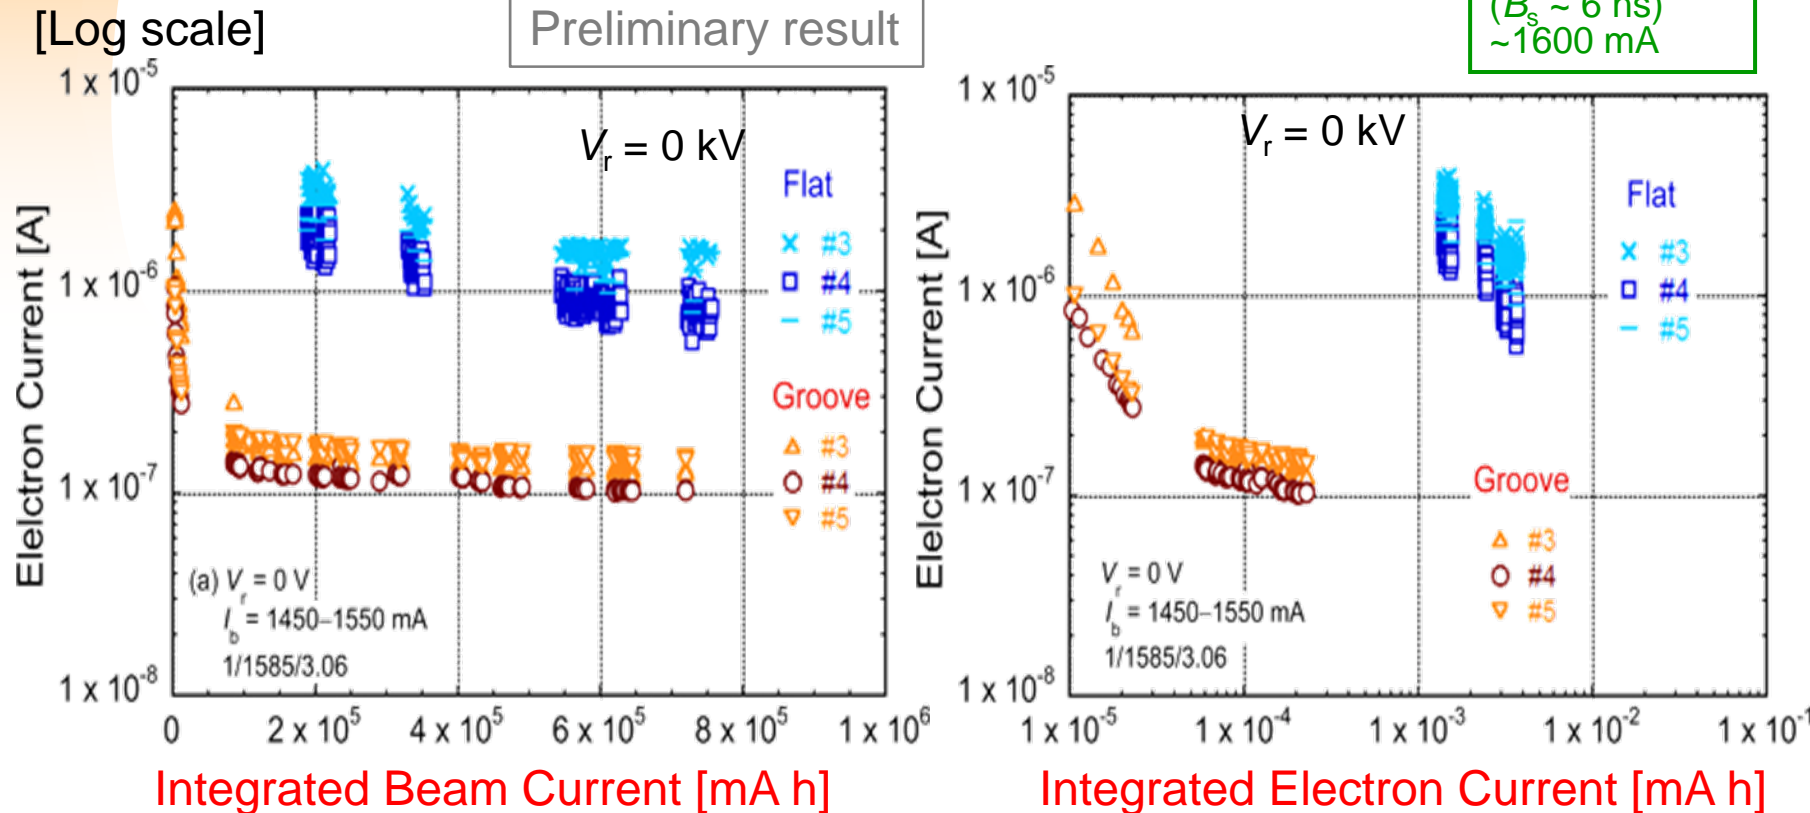 [Log scale]
Preliminary result
(Bs ~ 6 ns)
~1600 mA
1 x 10-5
1 x 10-6
1 x 10-7
1 x 10-8
Elelctron Current [A]
Vr = 0 kV
Flat
#3
#4
#5
Groove
#3
#4
#5
(a) Vr = 0 V
Ib = 1450–1550 mA
1/1585/3.06
0
2 x 105
4 x 105
6 x 105
8 x 105
1 x 106
Integrated Beam Current [mA h]
1 x 10-5
1 x 10-6
1 x 10-7
1 x 10-8
Elelctron Current [A]
Vr = 0 kV
Flat
#3
#4
#5
Groove
#3
#4
#5
Vr = 0 V
Ib = 1450–1550 mA
1/1585/3.06
1 x 10-5
1 x 10-4
1 x 10-3
1 x 10-2
1 x 10-1
Integrated Electron Current [mA h]